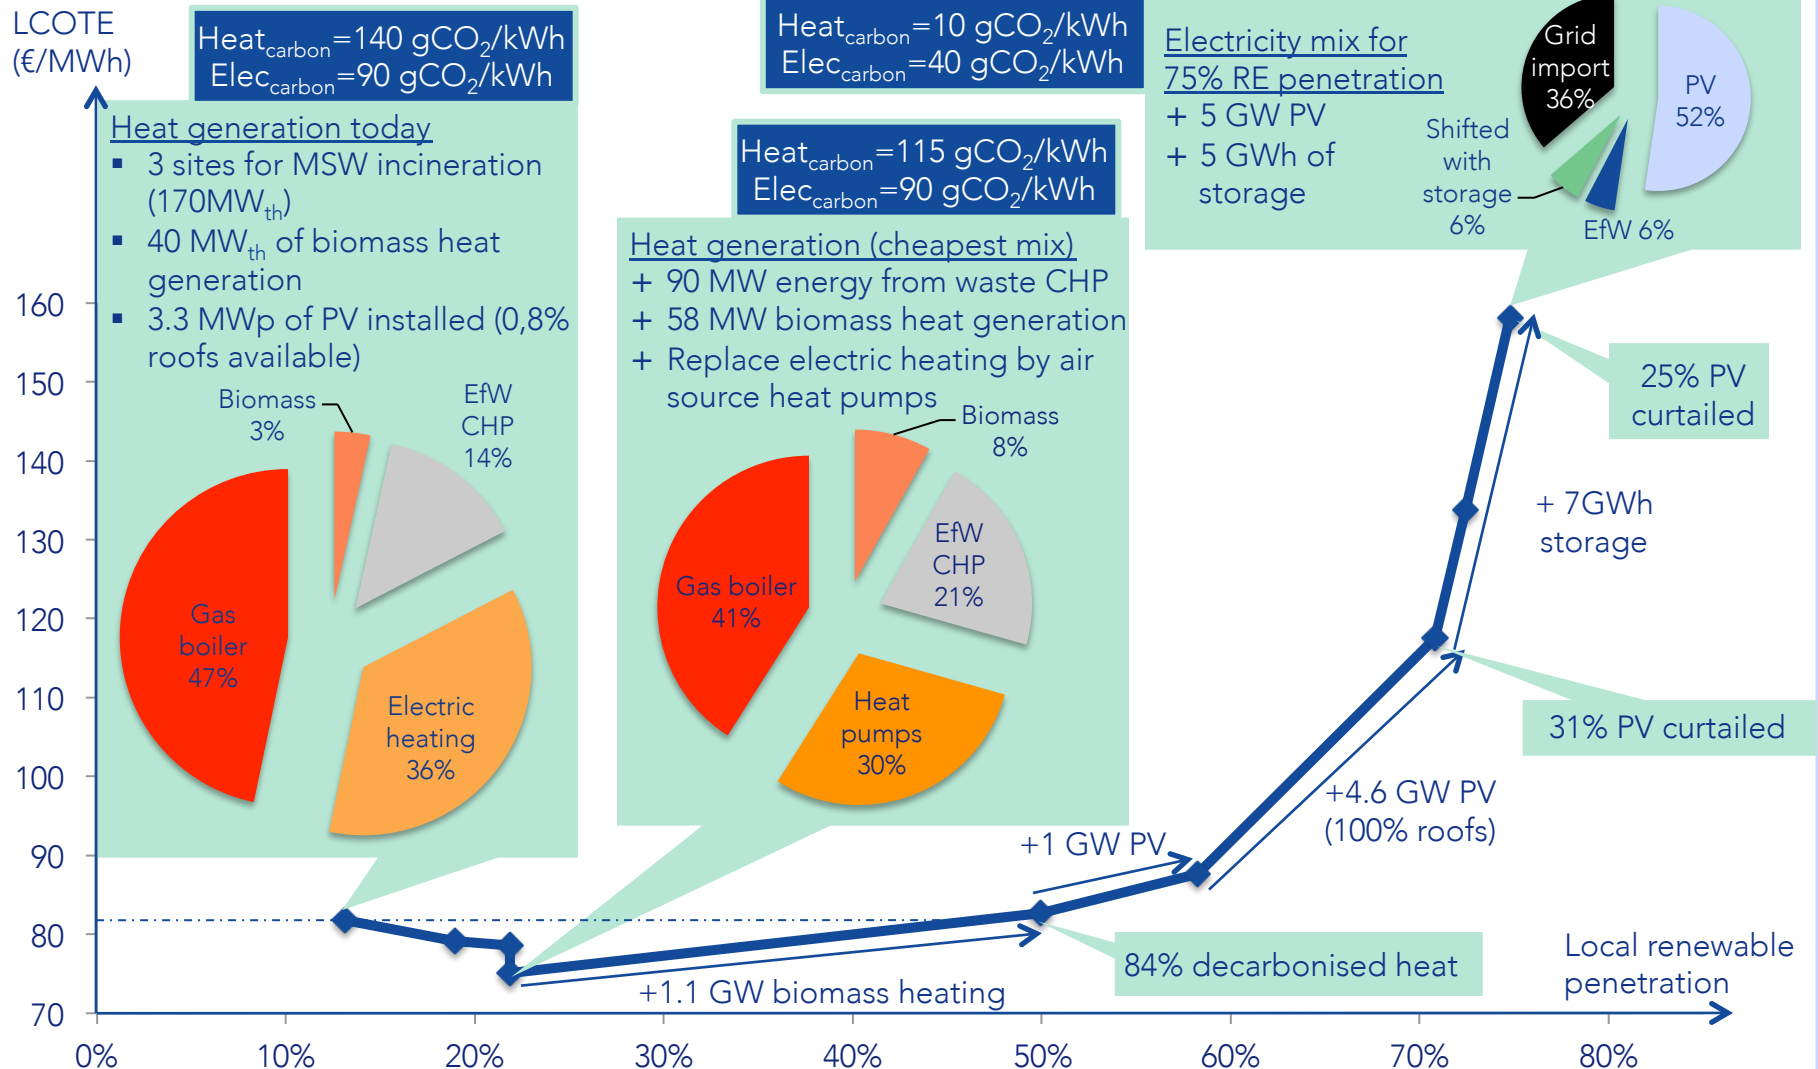 LCOTE
(€/MWh)
Heatcarbon=140 gCO2/kWh
Eleccarbon=90 gCO2/kWh
Heat generation today
▪ 3 sites for MSW incineration
(170MWth)
▪ 40 MWth of biomass heat
generation
▪ 3.3 MWp of PV installed (0,8%
roofs available)
Biomass
3%
EfW
CHP
14%
Gas
boiler
47%
Electric
heating
36%
Heatcarbon=10 gCO2/kWh
Eleccarbon=40 gCO2/kWh
Heatcarbon=115 gCO2/kWh
Eleccarbon=90 gCO2/kWh
Heat generation (cheapest mix)
+ 90 MW energy from waste CHP
+ 58 MW biomass heat generation
+ Replace electric heating by air
source heat pumps
Biomass
8%
EfW
CHP
21%
Gas boiler
41%
Heat
pumps
30%
Electricity mix for
75% RE penetration
+ 5 GW PV
+ 5 GWh of
storage
Grid
import
36%
PV
52%
Shifted
with
storage
6%
EfW 6%
25% PV
curtailed
+ 7GWh
storage
31% PV curtailed
+4.6 GW PV
(100% roofs)
+1 GW PV
84% decarbonised heat
+1.1 GW biomass heating
Local renewable
penetration
160
150
140
130
120
110
100
90
80
70
0%
10%
20%
30%
40%
50%
60%
70%
80%